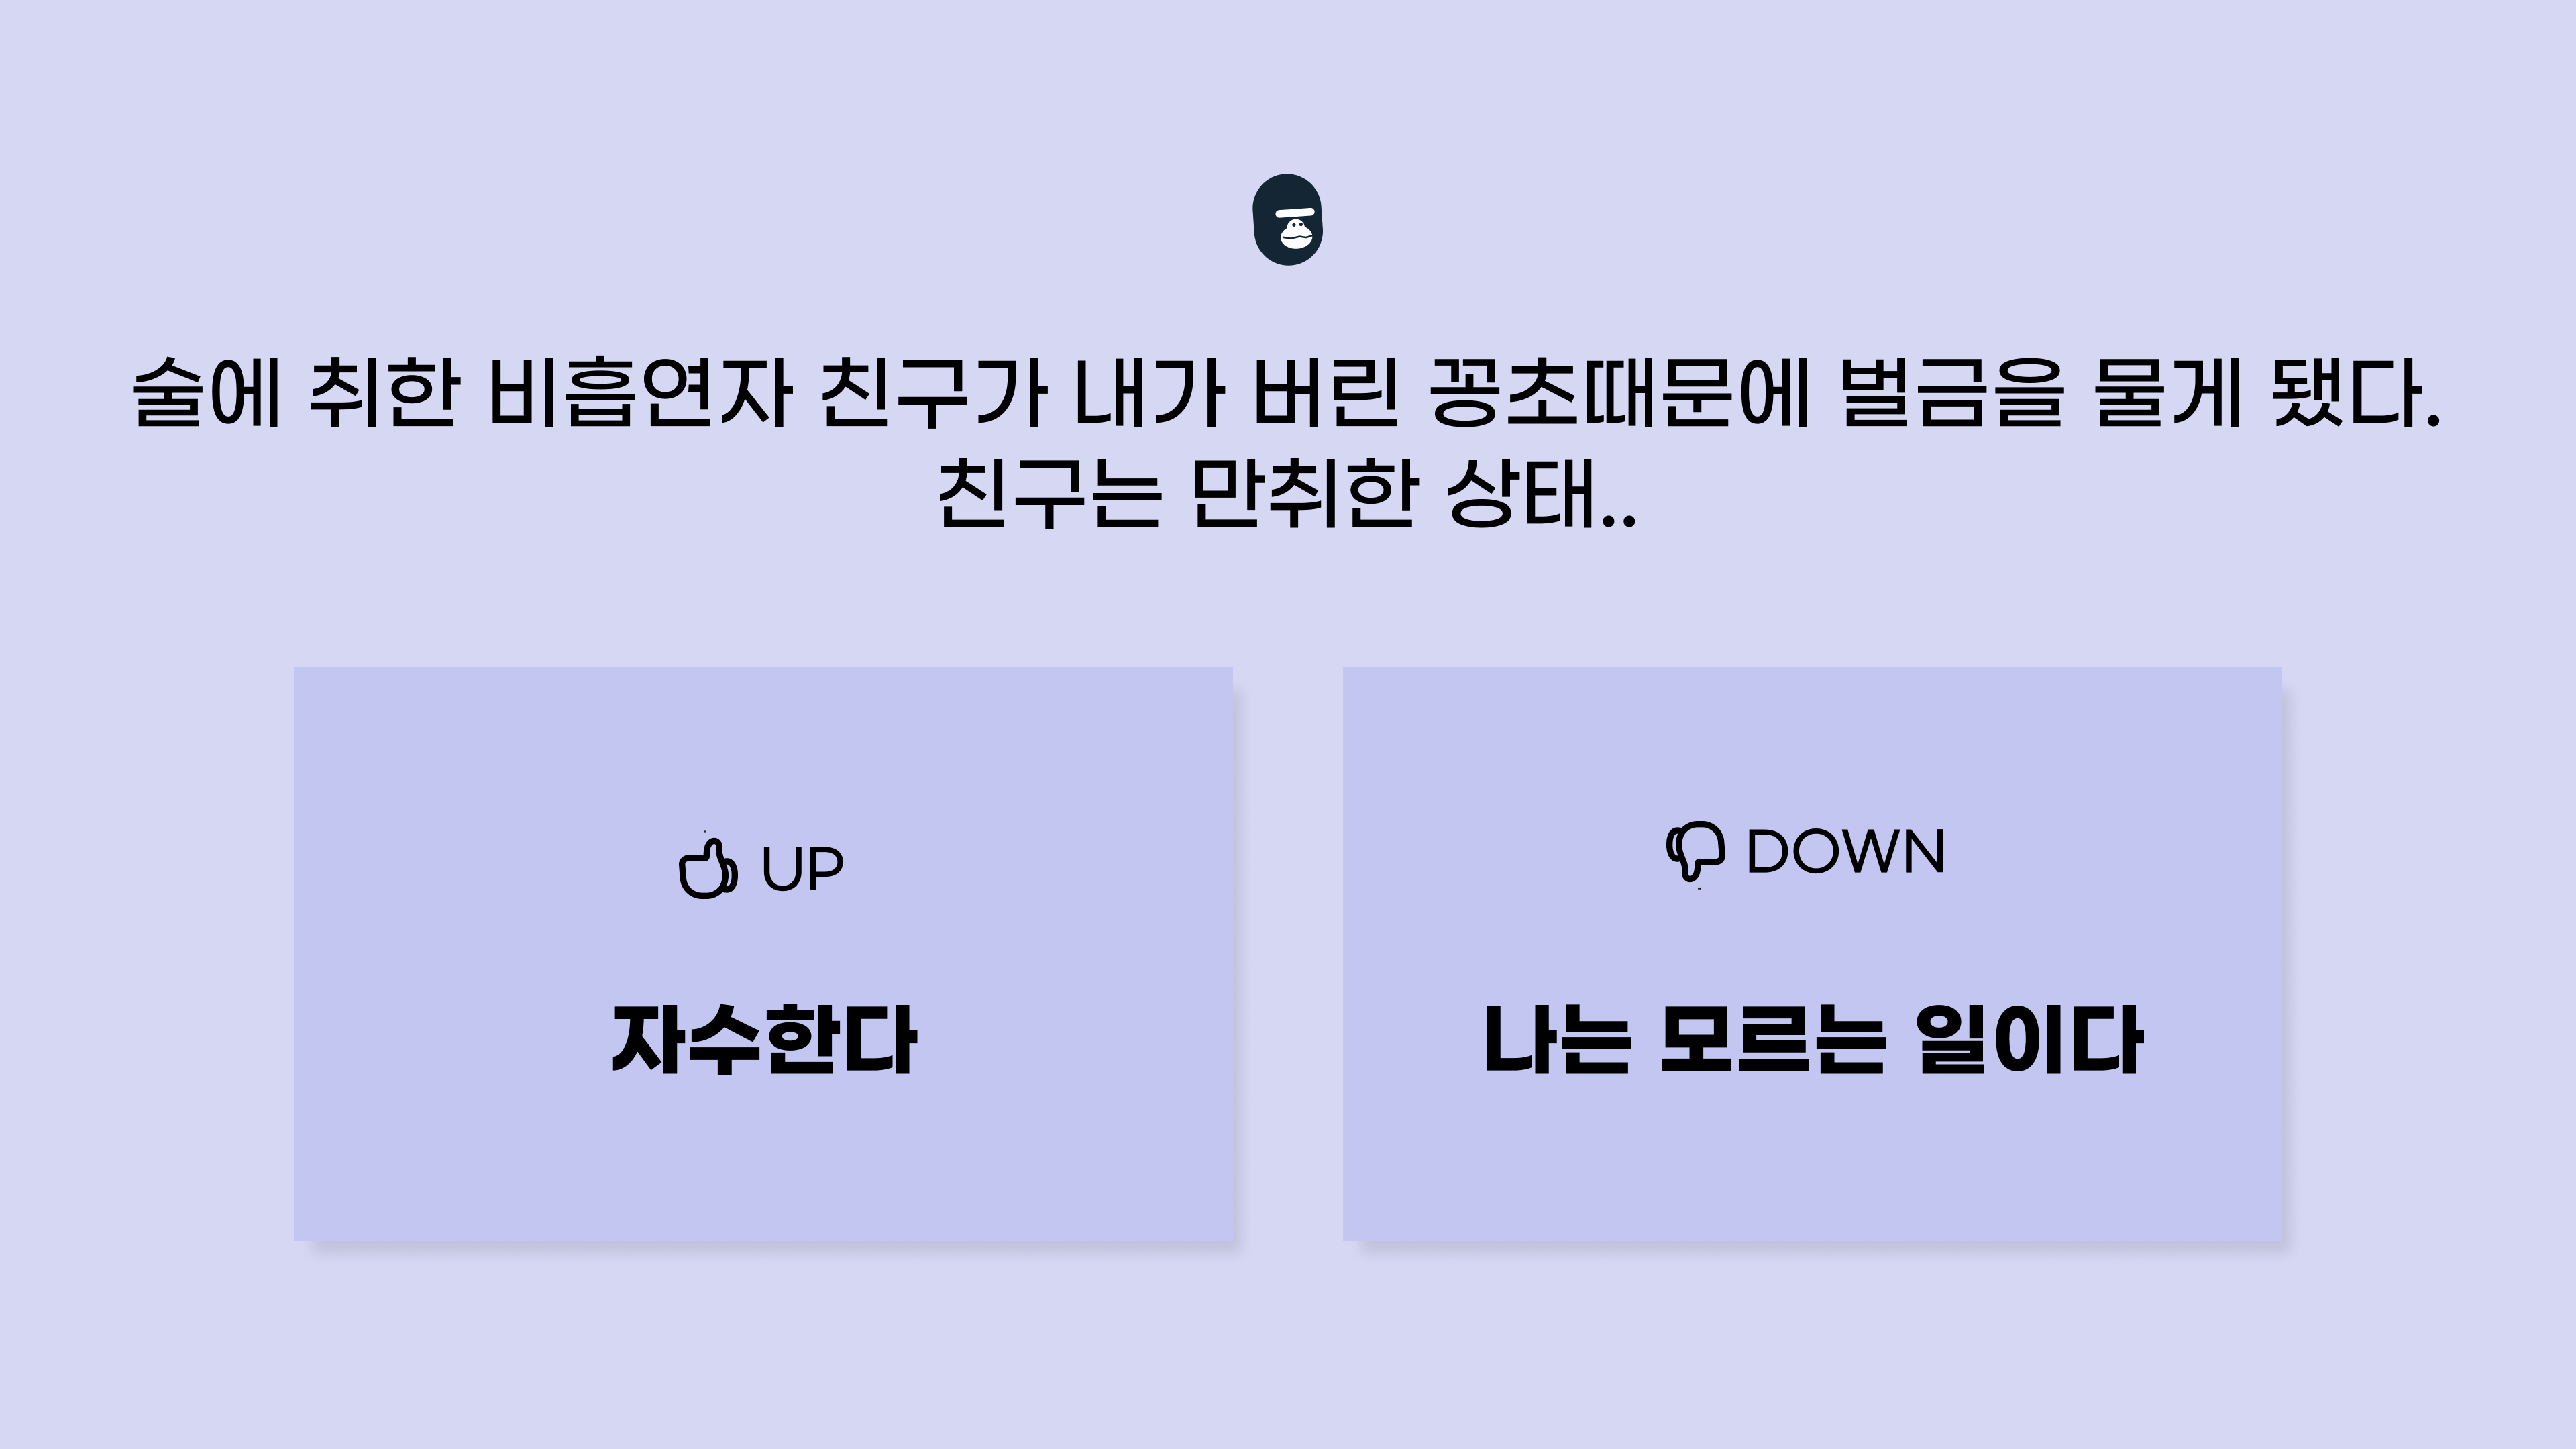 술에 취한 비흡연자 친구가 내가 버린 꽁초때문에 벌금을 물게 됐다.
친구는 만취한 상태..
UP
자수한다
DOWN
나는 모르는 일이다